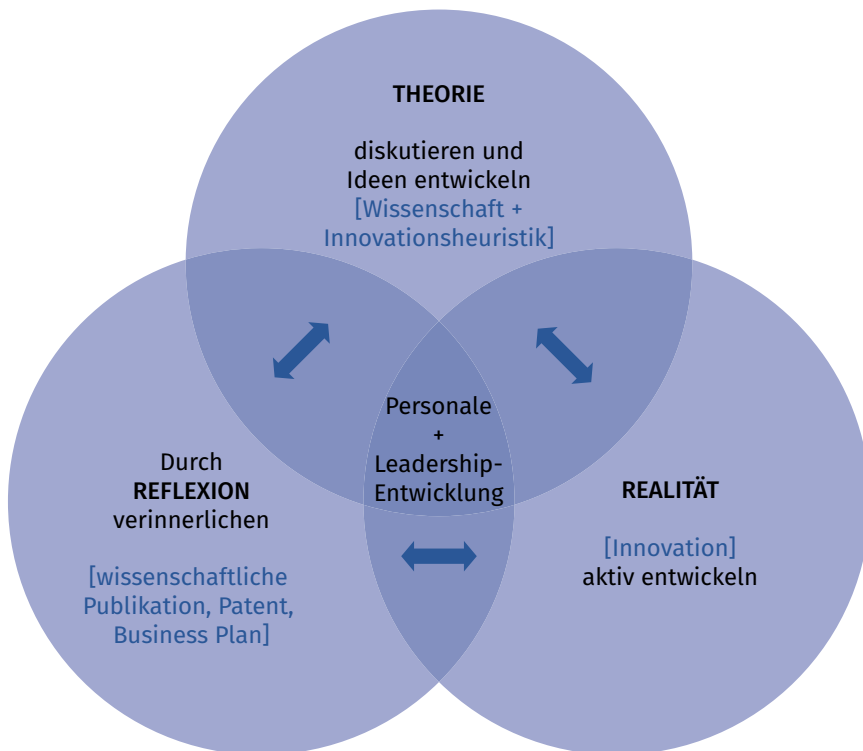 THEORIE
diskutieren und
Ideen entwickeln
[Wissenschaft +
Innovationsheuristik]
Personale
+
Leadership-
Entwicklung
Durch
REFLEXION
verinnerlichen
[wissenschaftliche
Publikation, Patent,
Business Plan]
REALITÄT
[Innovation]
aktiv entwickeln